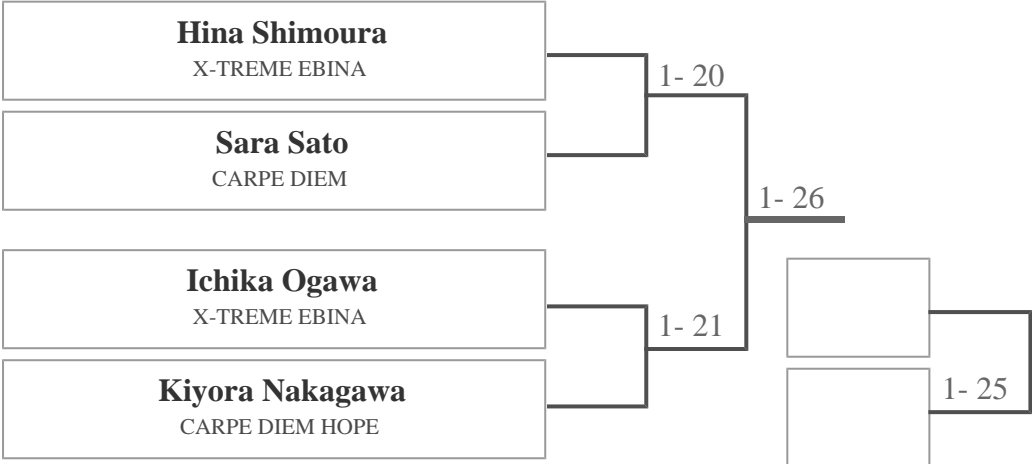 Hina Shimoura
X-TREME EBINA
1- 20
Sara Sato
CARPE DIEM
1- 26
Ichika Ogawa
X-TREME EBINA
1- 21
Kiyora Nakagawa
CARPE DIEM HOPE
1- 25